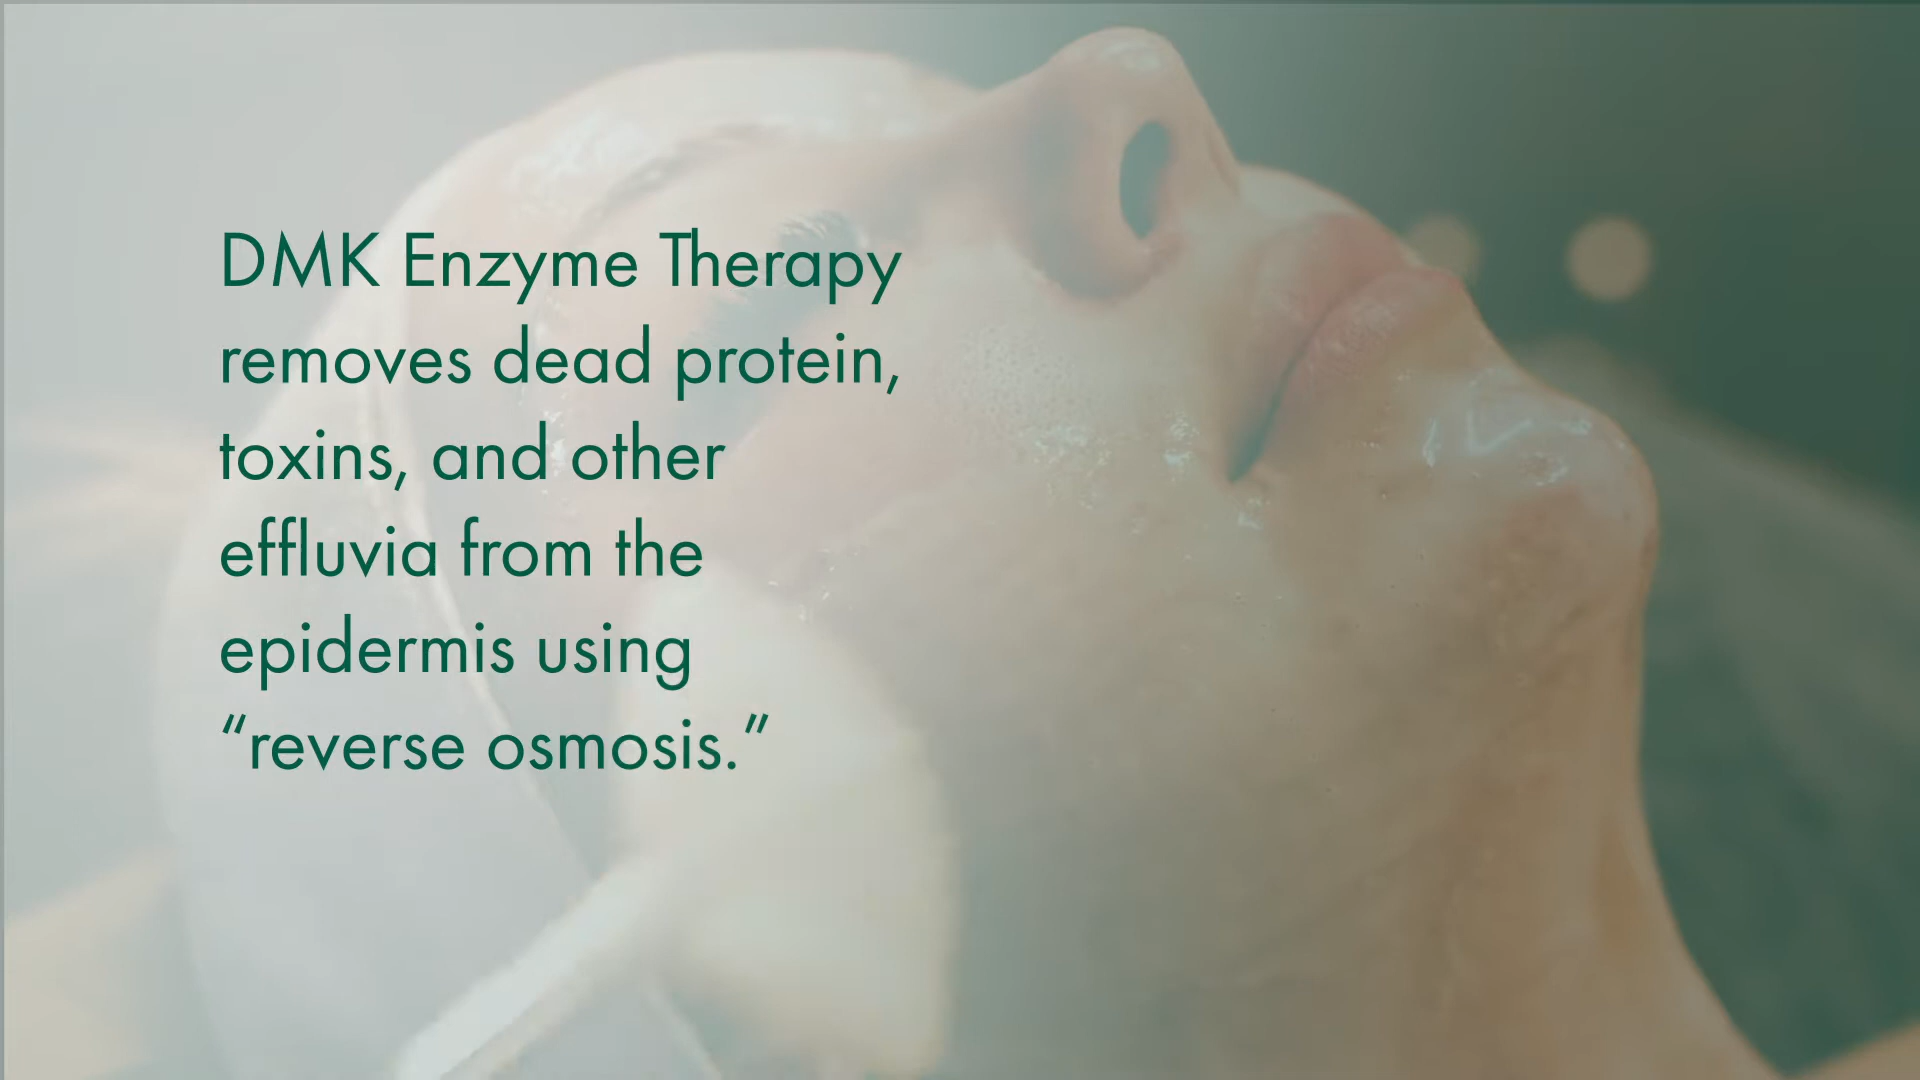 DMK Enzyme Therapy
removes dead protein,
toxins, and other
effluvia from the
epidermis using
“reverse osmosis.”